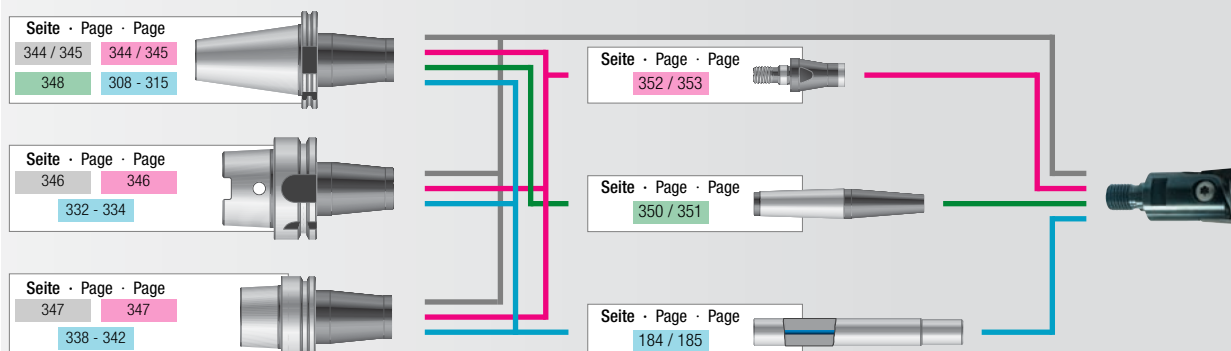 Seite · Page · Page
344 / 345 344 / 345
348 308 - 315
Seite · Page · Page
346 346
332 - 334
Seite · Page · Page
347 347
338 - 342
Seite · Page · Page
352 / 353
Seite · Page · Page
350 / 351
Seite · Page · Page
184 / 185